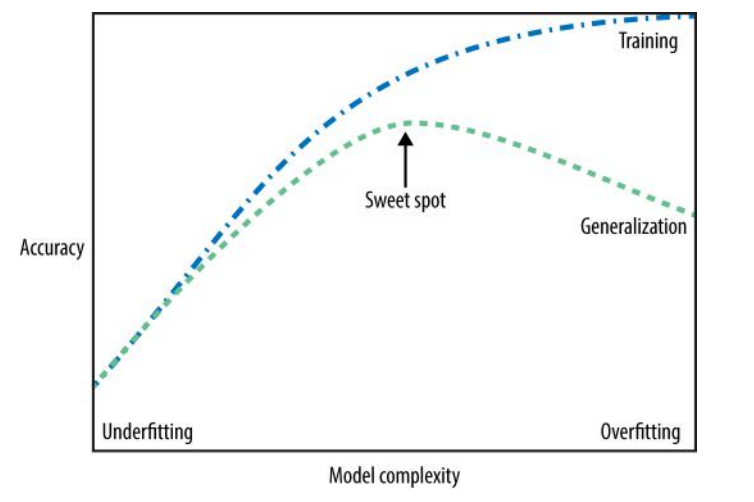 Training
Sweet spot
Generalization
Accuracy
Underfitting
Overfitting
Model complexity